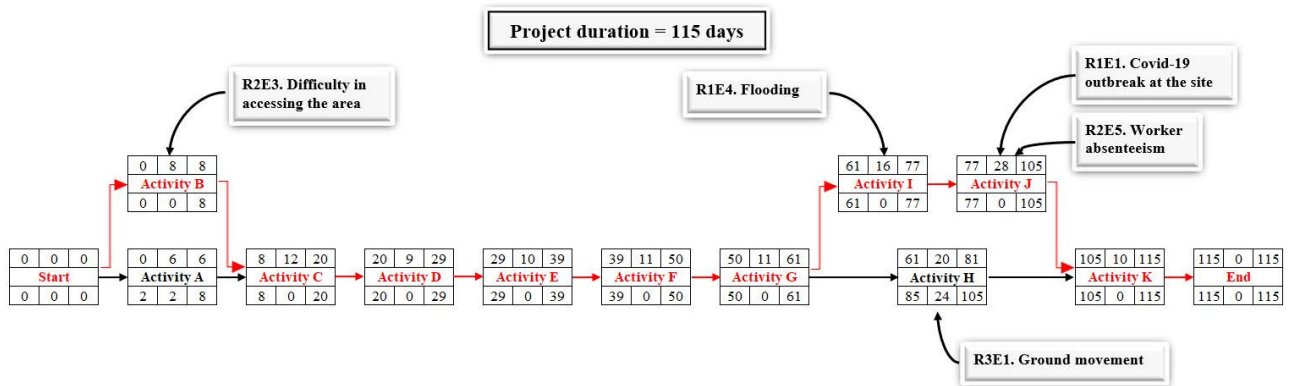 Project duration = 115 days
R2E3. Difficulty in
accessing the area
R1E4. Flooding
R1E1. Covid-19
outbreak at the site
R2E5. Worker
absenteeism
0 8 8
Activity B
0 0 8
61 16 77
Activity I
61 0 77
77 28 105
Activity J
77 0 105
0 0 0
Start
0 0 0
0 6 6
Activity A
2 2 8
8 12 20
Activity C
8 0 20
20 9 29
Activity D
20 0 29
29 10 39
Activity E
29 0 39
39 11 50
Activity F
39 0 50
50 11 61
Activity G
50 0 61
61 20 81
Activity H
85 24 105
105 10 115
Activity K
105 0 115
115 0 115
End
115 0 115
R3E1. Ground movement